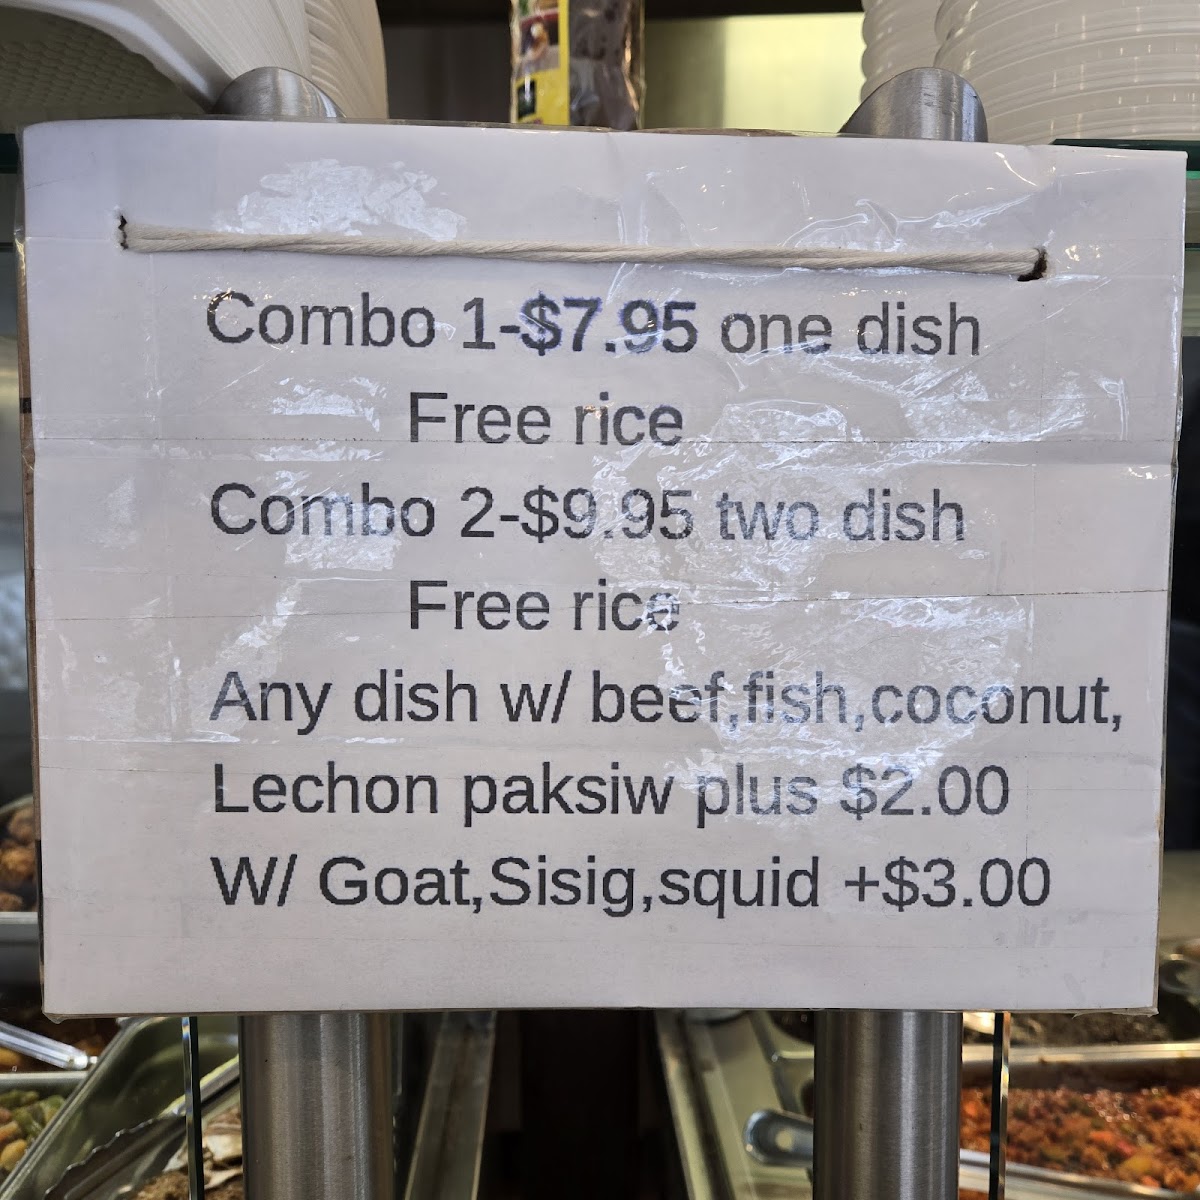 Combo 1-$7.95 one dish
Free rice
Combo 2-$9.95 two dish
Free rice
Any dish w/ beef,fish,coconut,
Lechon paksiw plus $2.00
W/ Goat,Sisig,squid +$3.00